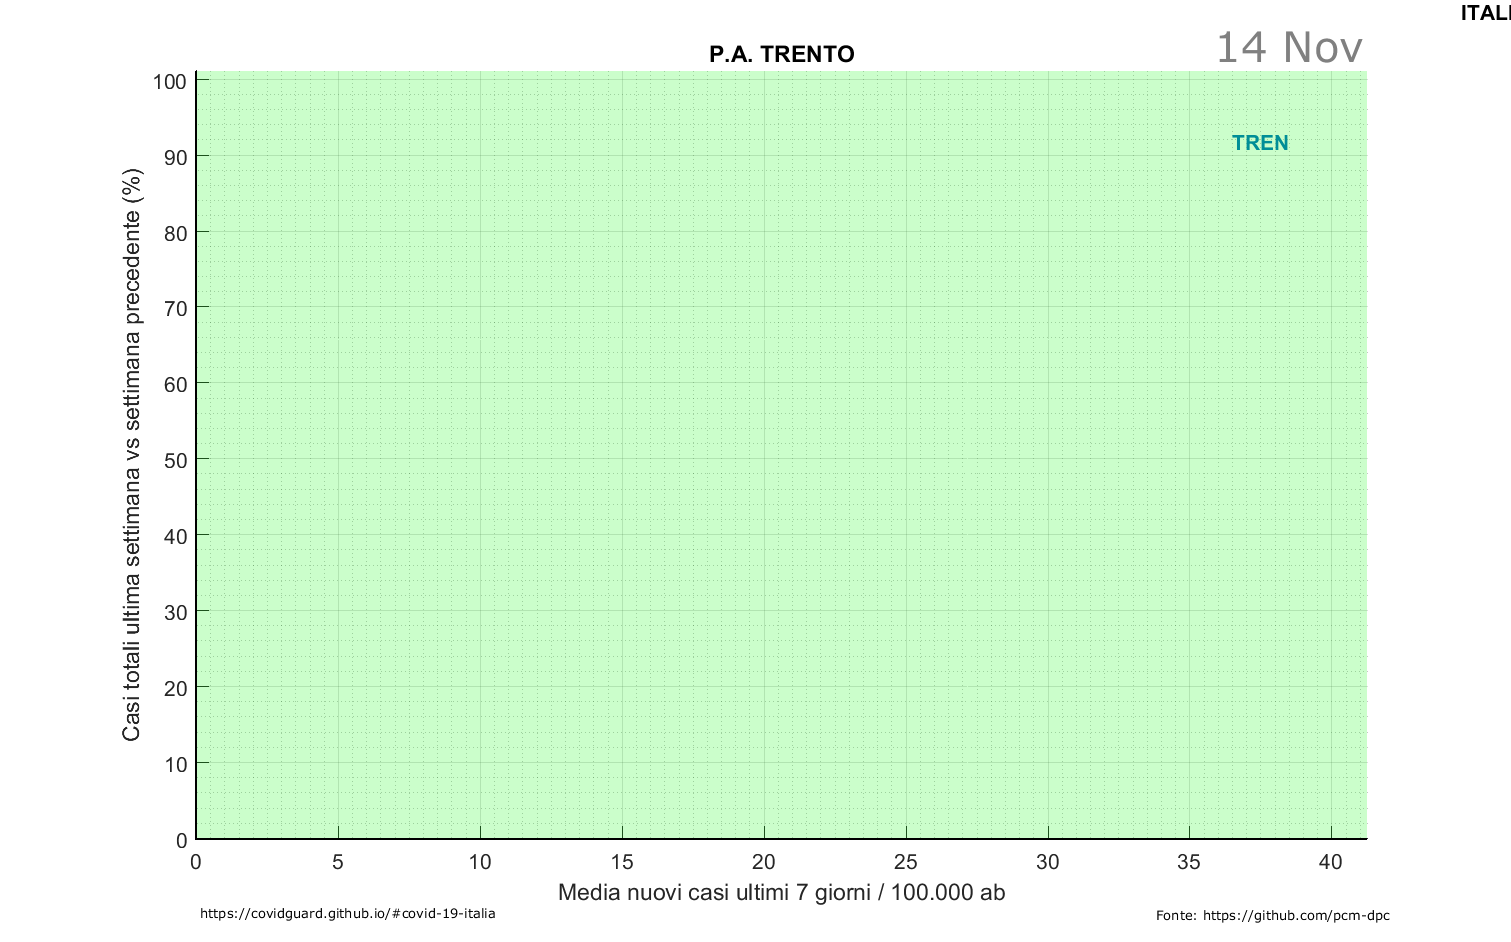 ITALI
14 Nov
P.A. TRENTO
100
90
80
70
60
50
40
30
20
10
0
TREN
Casi totali ultima settimana vs settimana precedente (%)
0 5 10 15 20 25 30 35 40
Media nuovi casi ultimi 7 giorni / 100.000 ab
https://covidguard.github.io/#covid-19-italia
Fonte: https://github.com/pcm-dpc